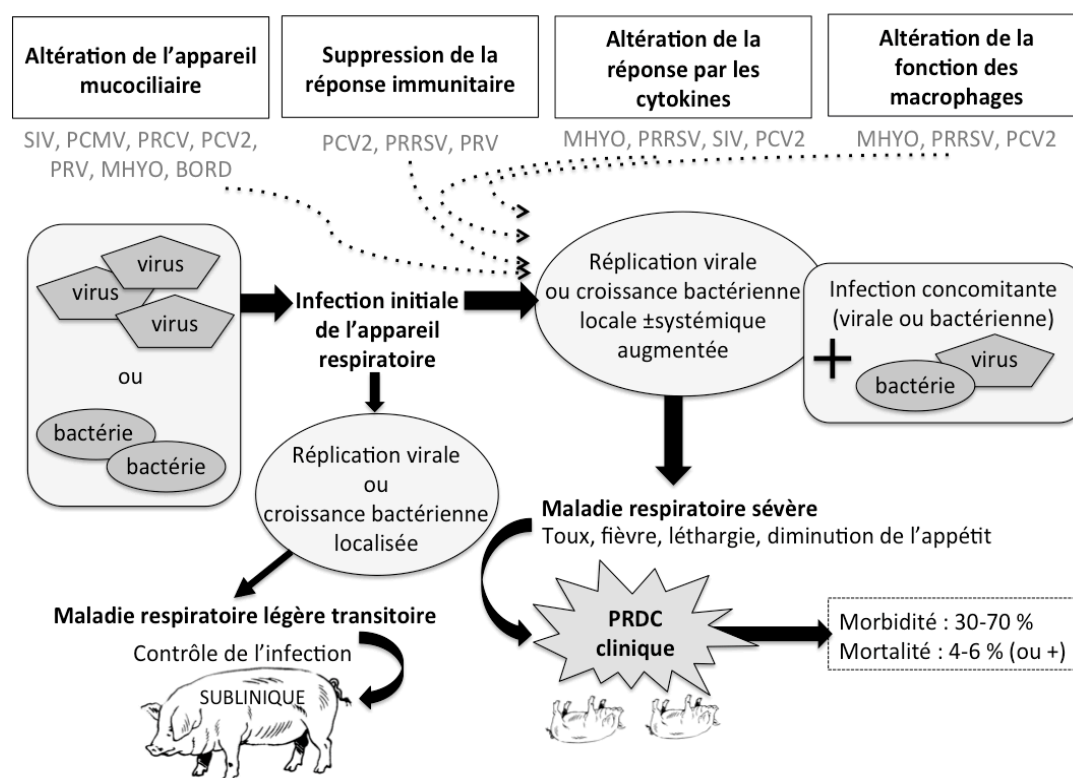 Altération de l'appareil
mucociliaire
Suppression de la
réponse immunitaire
Altération de la
réponse par les
cytokines
Altération de la
fonction des
macrophages
SIV, PCMV, PRCV, PCV2,
PRV, MHYO, BORD
PCV2, PRRSV, PRV
MHYO, PRRSV, SIV, PCV2
MHYO, PRRSV, PCV2
virus
virus
virus
ou
bactérie
bactérie
Infection initiale
de l'appareil
respiratoire
Réplication virale
ou croissance bactérienne
locale ±systémique
augmentée
Infection concomitante
(virale ou bactérienne)
+
virus
bactérie
Réplication virale
ou
croissance bactérienne
localisée
Maladie respiratoire sévère
Toux, fièvre, léthargie, diminution de l'appétit
Maladie respiratoire légère transitoire
Contrôle de l'infection
SUBLINIQUE
PRDC
clinique
Morbidité : 30-70 %
Mortalité : 4-6 % (ou +)